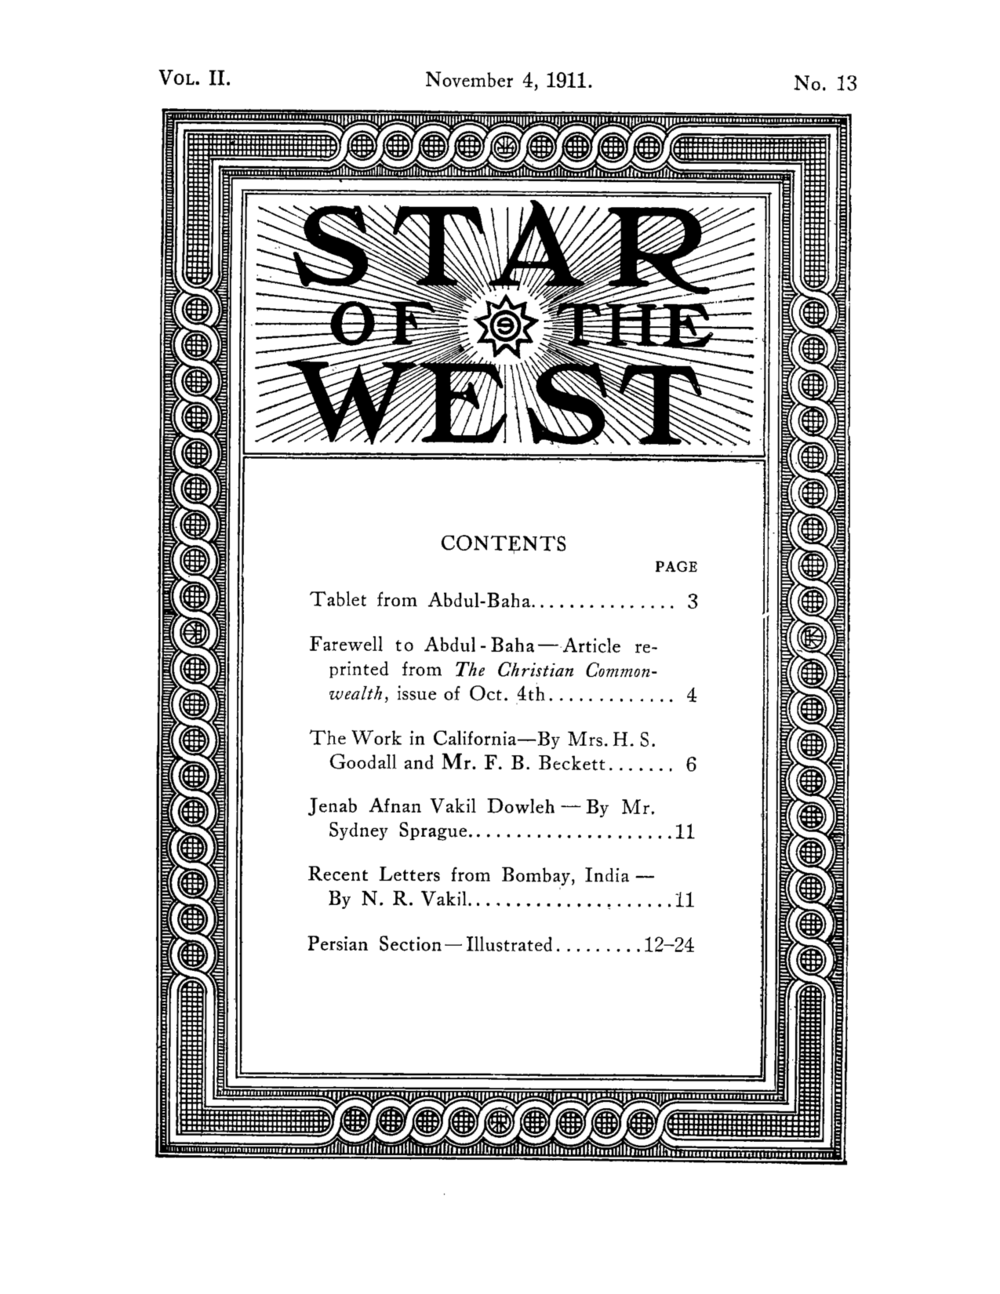 VOL. II. November 4, 1911. No. 13
STAR
OF 9 THE
WEST
CONTENTS
PAGE
Tablet from Abdul-Baha............... 3
Farewell to Abdul-Baha—Article re-
printed from The Christian Common-
wealth, issue of Oct. 4th............. 4
The Work in California—By Mrs. H. S.
Goodall and Mr. F. B. Beckett....... 6
Jenab Afnan Vakil Dowleh — By Mr.
Sydney Sprague.....................11
Recent Letters from Bombay, India —
By N. R. Vakil.....................11
Persian Section—Illustrated.........12–24